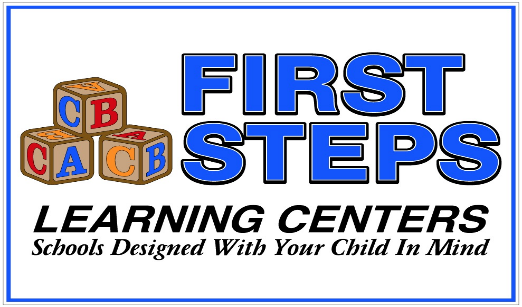 FIRST
STEPS
C B
C A C B
LEARNING CENTERS
Schools Designed With Your Child In Mind